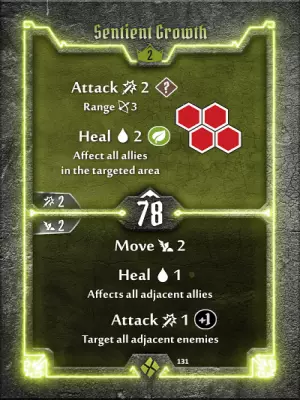 Sentient Growth
2
Attack 2 ?
Range 3
Heal 2
Affect all allies
in the targeted area
2
78
2
Move 2
Heal 1
Affects all adjacent allies
Attack 1 +1
Target all adjacent enemies
131